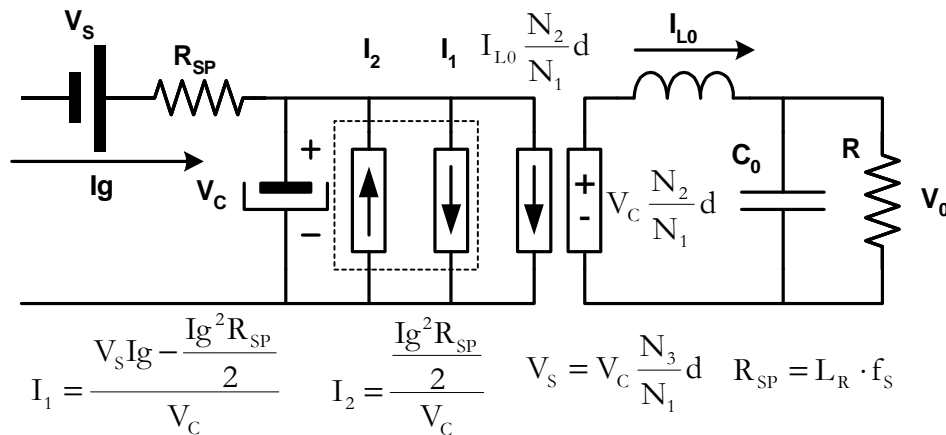 V_S
R_SP
I_2
I_1
I_L0 N_2/N_1 d
I_L0
+
V_C
−
Ig
+
-
V_C N_2/N_1 d
C_0
R
V_0
I_1 = (V_S Ig - Ig^2 R_SP / 2) / V_C
I_2 = (Ig^2 R_SP / 2) / V_C
V_S = V_C N_3/N_1 d
R_SP = L_R · f_S